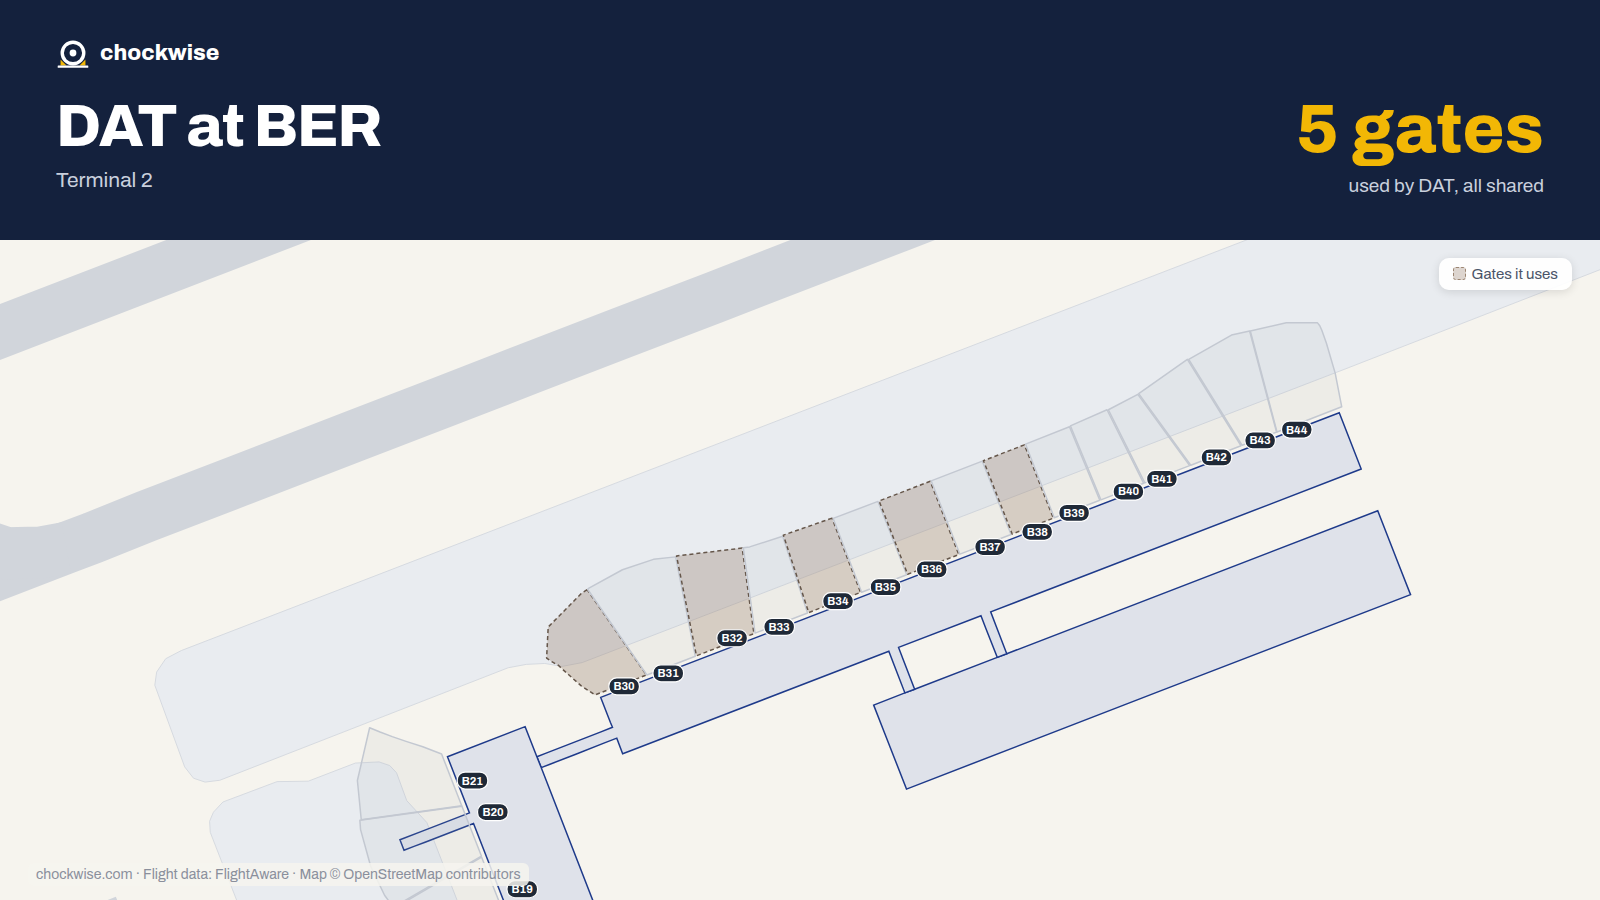 chockwise
DAT at BER
Terminal 2
5 gates
used by DAT, all shared
Gates it uses
B44
B43
B42
B41
B40
B39
B38
B37
B36
B35
B34
B33
B32
B31
B30
B21
B20
B19
chockwise.com · Flight data: FlightAware · Map © OpenStreetMap contributors